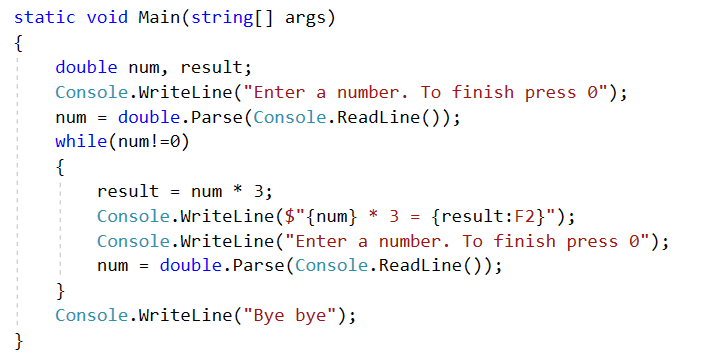 static void Main(string[] args)
{
double num, result;
Console.WriteLine("Enter a number. To finish press 0");
num = double.Parse(Console.ReadLine());
while(num!=0)
{
result = num * 3;
Console.WriteLine($"{num} * 3 = {result:F2}");
Console.WriteLine("Enter a number. To finish press 0");
num = double.Parse(Console.ReadLine());
}
Console.WriteLine("Bye bye");
}